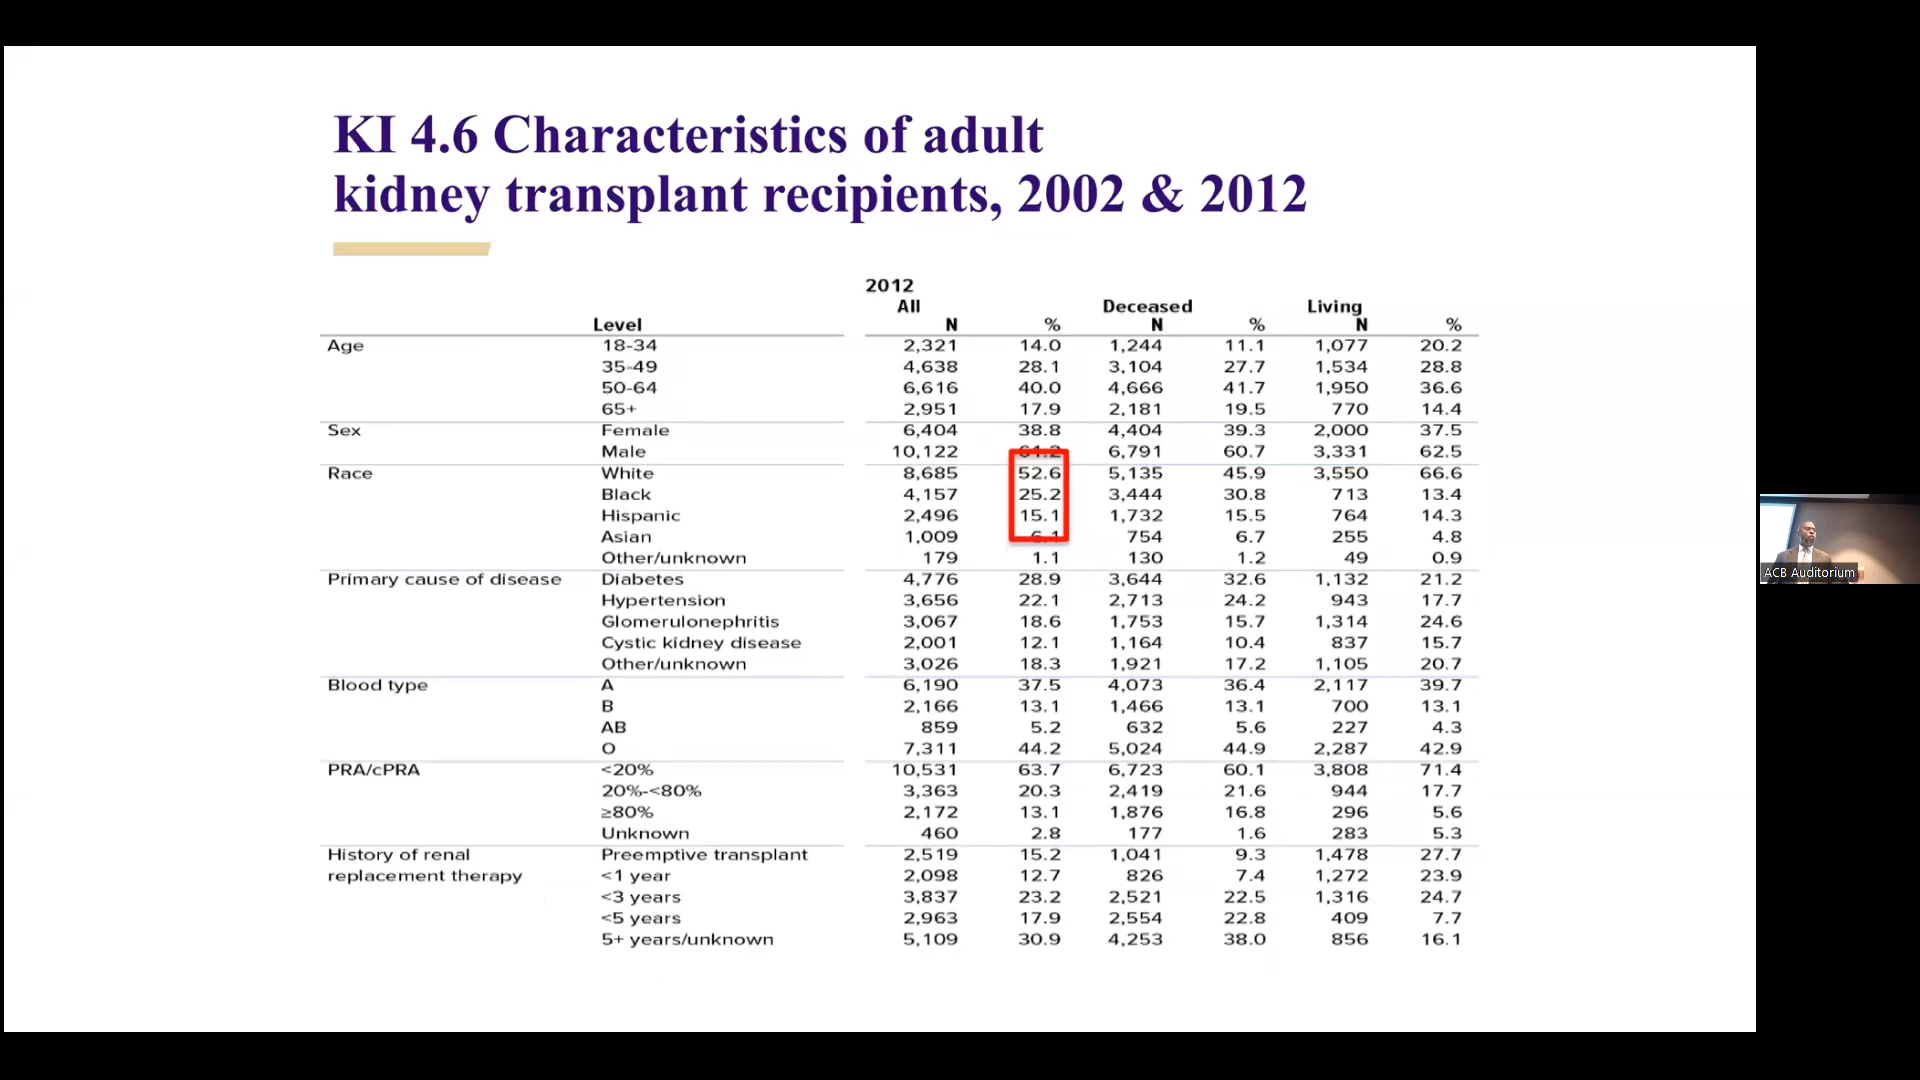 KI 4.6 Characteristics of adult
kidney transplant recipients, 2002 & 2012
2012
All Deceased Living
Level N % N % N %
Age 18-34 2,321 14.0 1,244 11.1 1,077 20.2
35-49 4,638 28.1 3,104 27.7 1,534 28.8
50-64 6,616 40.0 4,666 41.7 1,950 36.6
65+ 2,951 17.9 2,181 19.5 770 14.4
Sex Female 6,404 38.8 4,404 39.3 2,000 37.5
Male 10,122 61.2 6,791 60.7 3,331 62.5
Race White 8,685 52.6 5,135 45.9 3,550 66.6
Black 4,157 25.2 3,444 30.8 713 13.4
Hispanic 2,496 15.1 1,732 15.5 764 14.3
Asian 1,009 6.1 754 6.7 255 4.8
Other/unknown 179 1.1 130 1.2 49 0.9
Primary cause of disease Diabetes 4,776 28.9 3,644 32.6 1,132 21.2
Hypertension 3,656 22.1 2,713 24.2 943 17.7
Glomerulonephritis 3,067 18.6 1,753 15.7 1,314 24.6
Cystic kidney disease 2,001 12.1 1,164 10.4 837 15.7
Other/unknown 3,026 18.3 1,921 17.2 1,105 20.7
Blood type A 6,190 37.5 4,073 36.4 2,117 39.7
B 2,166 13.1 1,466 13.1 700 13.1
AB 859 5.2 632 5.6 227 4.3
O 7,311 44.2 5,024 44.9 2,287 42.9
PRA/cPRA <20% 10,531 63.7 6,723 60.1 3,808 71.4
20%-<80% 3,363 20.3 2,419 21.6 944 17.7
≥80% 2,172 13.1 1,876 16.8 296 5.6
Unknown 460 2.8 177 1.6 283 5.3
History of renal Preemptive transplant 2,519 15.2 1,041 9.3 1,478 27.7
replacement therapy <1 year 2,098 12.7 826 7.4 1,272 23.9
<3 years 3,837 23.2 2,521 22.5 1,316 24.7
<5 years 2,963 17.9 2,554 22.8 409 7.7
5+ years/unknown 5,109 30.9 4,253 38.0 856 16.1
ACB Auditorium